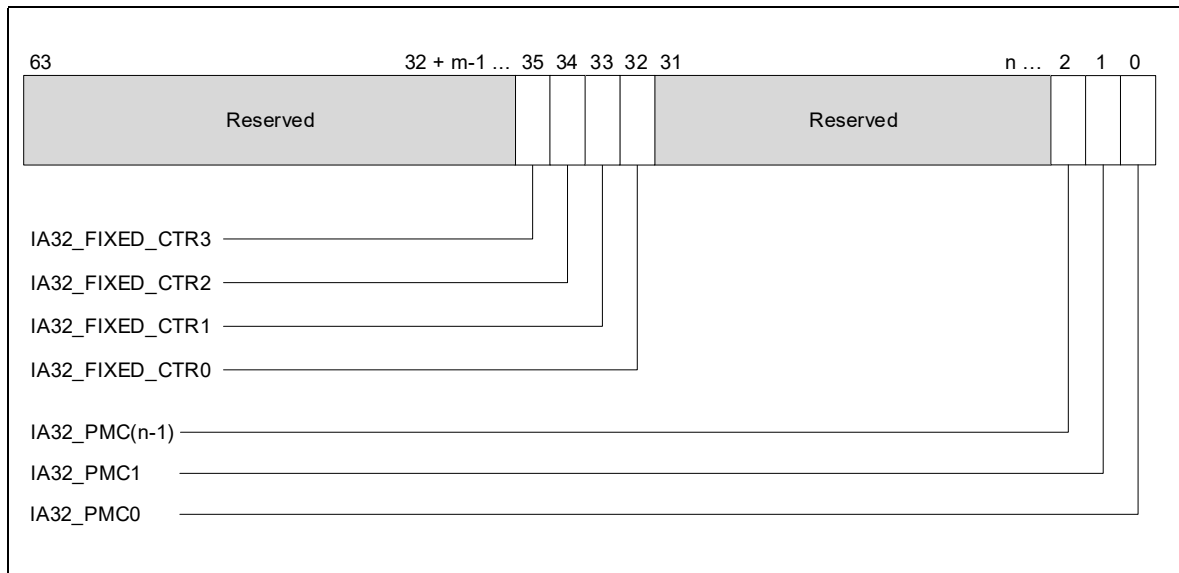 63 32 + m-1 ... 35 34 33 32 31 n ... 2 1 0
Reserved Reserved
IA32_FIXED_CTR3
IA32_FIXED_CTR2
IA32_FIXED_CTR1
IA32_FIXED_CTR0
IA32_PMC(n-1)
IA32_PMC1
IA32_PMC0